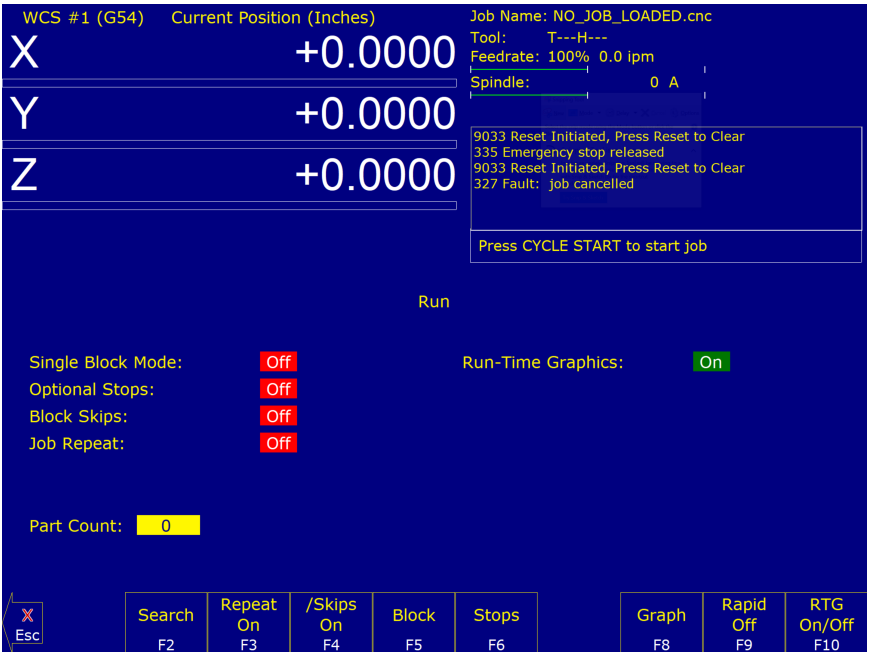 WCS #1 (G54) Current Position (Inches)
X +0.0000
Y +0.0000
Z +0.0000
Job Name: NO_JOB_LOADED.cnc
Tool: T---H---
Feedrate: 100% 0.0 ipm
Spindle: 0 A
9033 Reset Initiated, Press Reset to Clear
335 Emergency stop released
9033 Reset Initiated, Press Reset to Clear
327 Fault: job cancelled
Press CYCLE START to start job
Run
Single Block Mode: Off
Optional Stops: Off
Block Skips: Off
Job Repeat: Off
Run-Time Graphics: On
Part Count: 0
X
Esc
Search
F2
Repeat
On
F3
/Skips
On
F4
Block
F5
Stops
F6
Graph
F8
Rapid
Off
F9
RTG
On/Off
F10